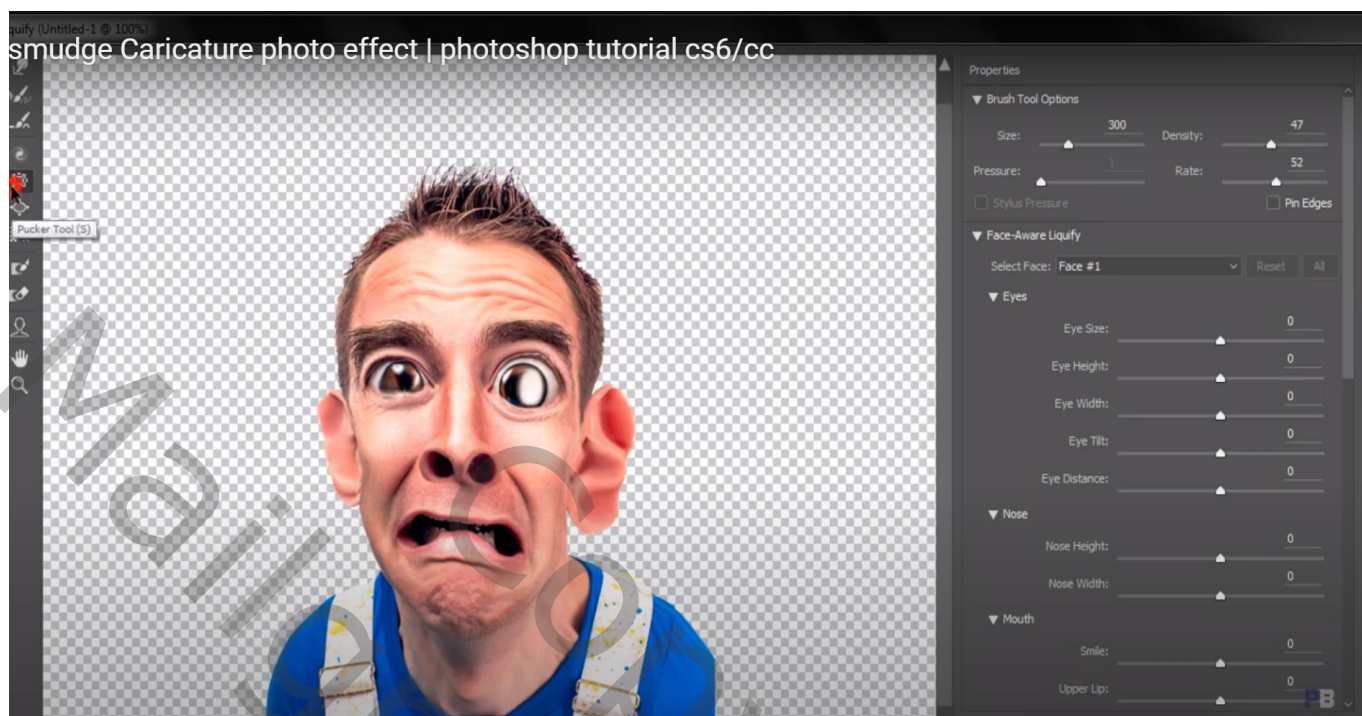 quify (Untitled-1 @ 100%)
smudge Caricature photo effect | photoshop tutorial cs6/cc
Properties
Brush Tool Options
Size: 300 Density: 47
Pressure: 1 Rate: 52
Stylus Pressure Pin Edges
Pucker Tool (S)
Face-Aware Liquify
Select Face: Face #1 Reset All
Eyes
Eye Size: 0
Eye Height: 0
Eye Width: 0
Eye Tilt: 0
Eye Distance: 0
Nose
Nose Height: 0
Nose Width: 0
Mouth
Smile: 0
Upper Lip: 0
PB